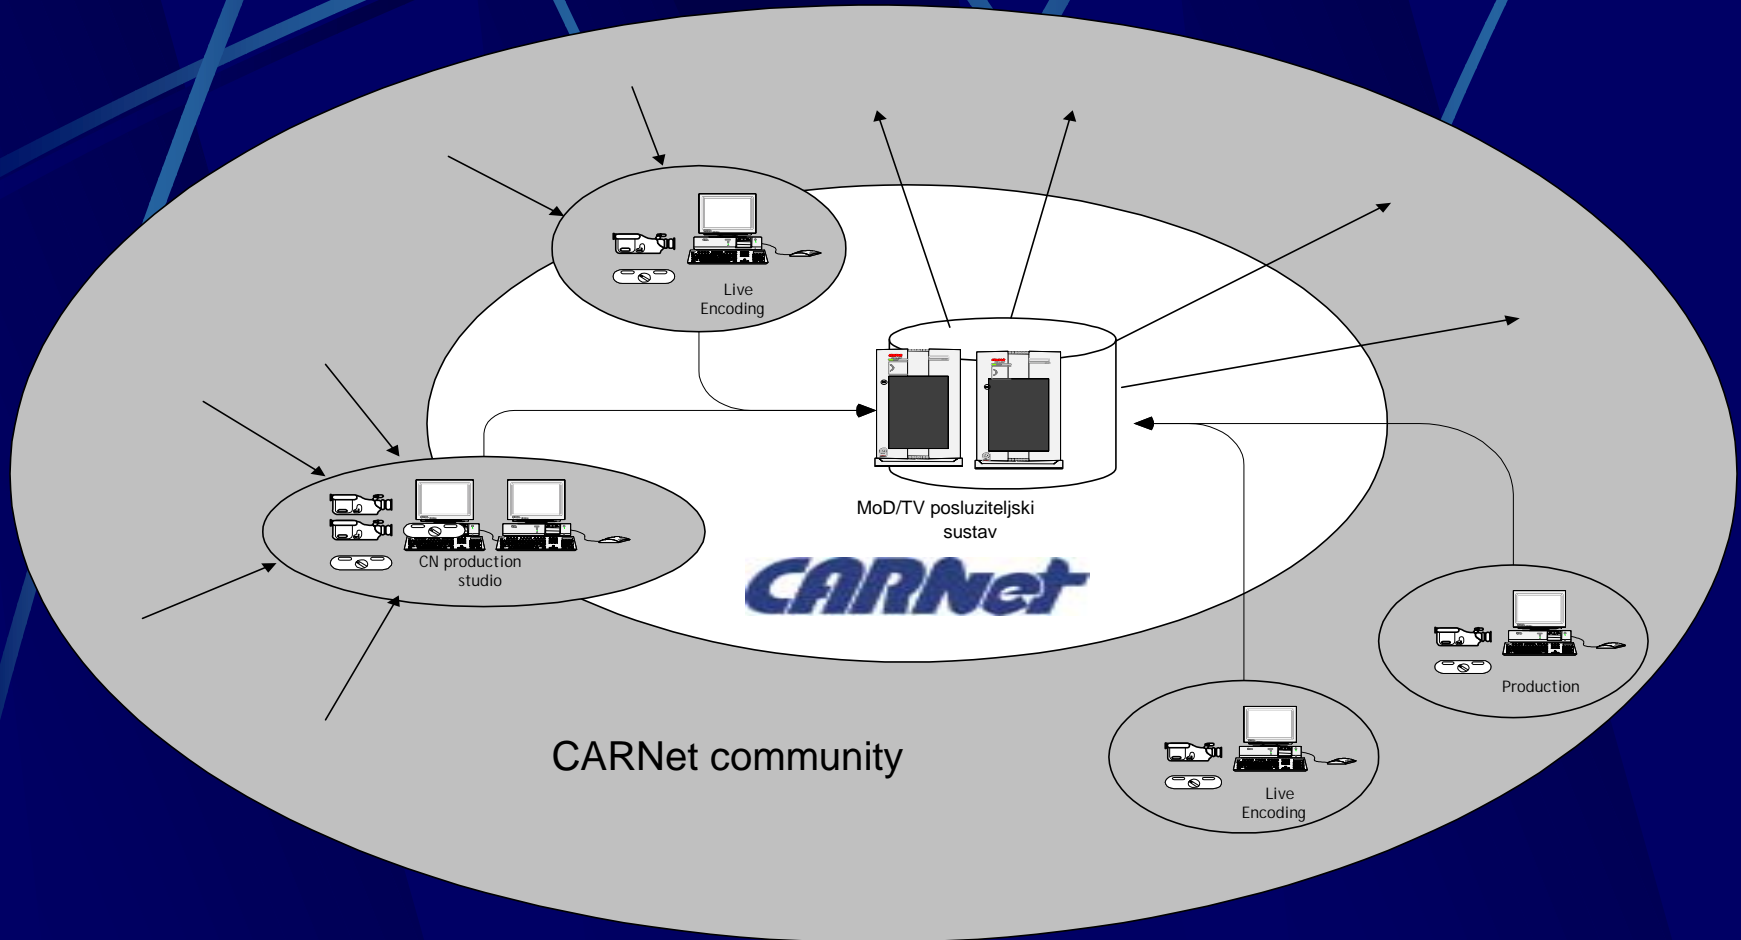 Live
Encoding
MoD/TV posluziteljski
sustav
CN production
studio
CARNet
Production
CARNet community
Live
Encoding